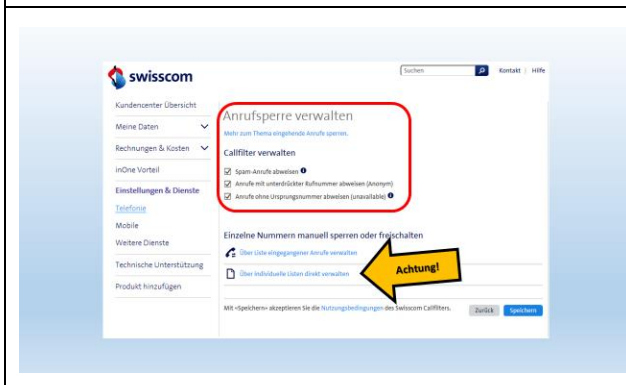 swisscom
Suchen
Kontakt | Hilfe
Kundencenter Übersicht
Meine Daten
Rechnungen & Kosten
inOne Vorteil
Einstellungen & Dienste
Telefonie
Mobile
Weitere Dienste
Technische Unterstützung
Produkt hinzufügen
Anrufsperre verwalten
Mehr zum Thema eingehende Anrufe sperren.
Callfilter verwalten
Spam-Anrufe abweisen
Anrufe mit unterdrückter Rufnummer abweisen (Anonym)
Anrufe ohne Ursprungsnummer abweisen (unavailable)
Einzelne Nummern manuell sperren oder freischalten
Über Liste eingegangener Anrufe verwalten
Über individuelle Listen direkt verwalten
Achtung!
Mit «Speichern» akzeptieren Sie die Nutzungsbedingungen des Swisscom Callfilters.
Zurück
Speichern